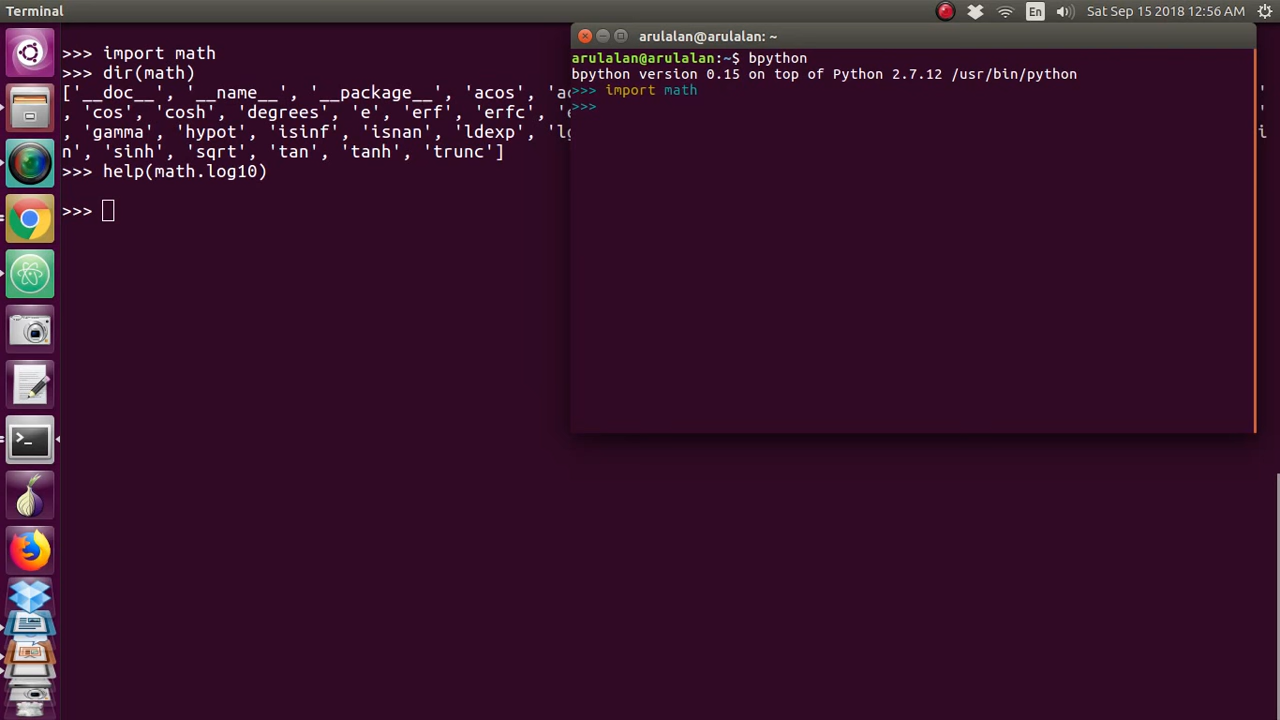 Terminal
En
Sat Sep 15 2018 12:56 AM
>>> import math
>>> dir(math)
['__doc__', '__name__', '__package__', 'acos',
, 'cos', 'cosh', 'degrees', 'e', 'erf', 'erfc',
, 'gamma', 'hypot', 'isinf', 'isnan', 'ldexp',
n', 'sinh', 'sqrt', 'tan', 'tanh', 'trunc']
>>> help(math.log10)
>>>
arulalan@arulalan: ~
arulalan@arulalan:~$ bpython
bpython version 0.15 on top of Python 2.7.12 /usr/bin/python
>>> import math
>>>